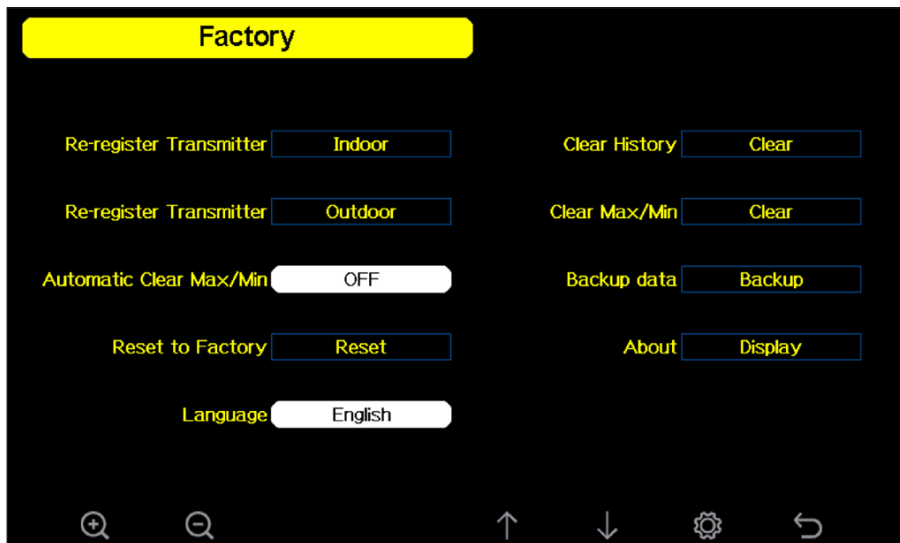 Factory
Re-register Transmitter Indoor
Clear History Clear
Re-register Transmitter Outdoor
Clear Max/Min Clear
Automatic Clear Max/Min OFF
Backup data Backup
Reset to Factory Reset
About Display
Language English